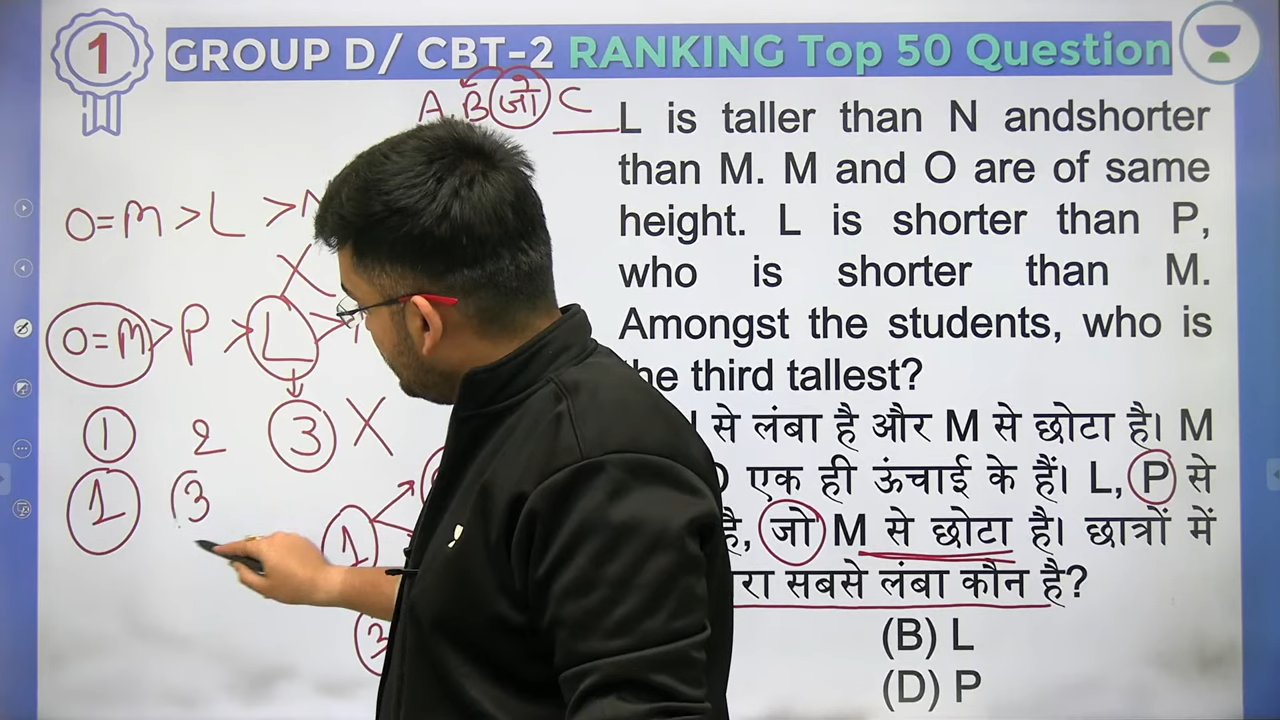 1
GROUP D/ CBT-2 RANKING Top 50 Question
A B जो C
L is taller than N andshorter
than M. M and O are of same
height. L is shorter than P,
who is shorter than M.
Amongst the students, who is
the third tallest?
से लंबा है और M से छोटा है। M
एक ही ऊंचाई के हैं। L, P से
है, जो M से छोटा है। छात्रों में
सबसे लंबा कौन है?
(B) L
(D) P
O=M >L >
O=M > P > L >
1 2 3 X
1 3
1